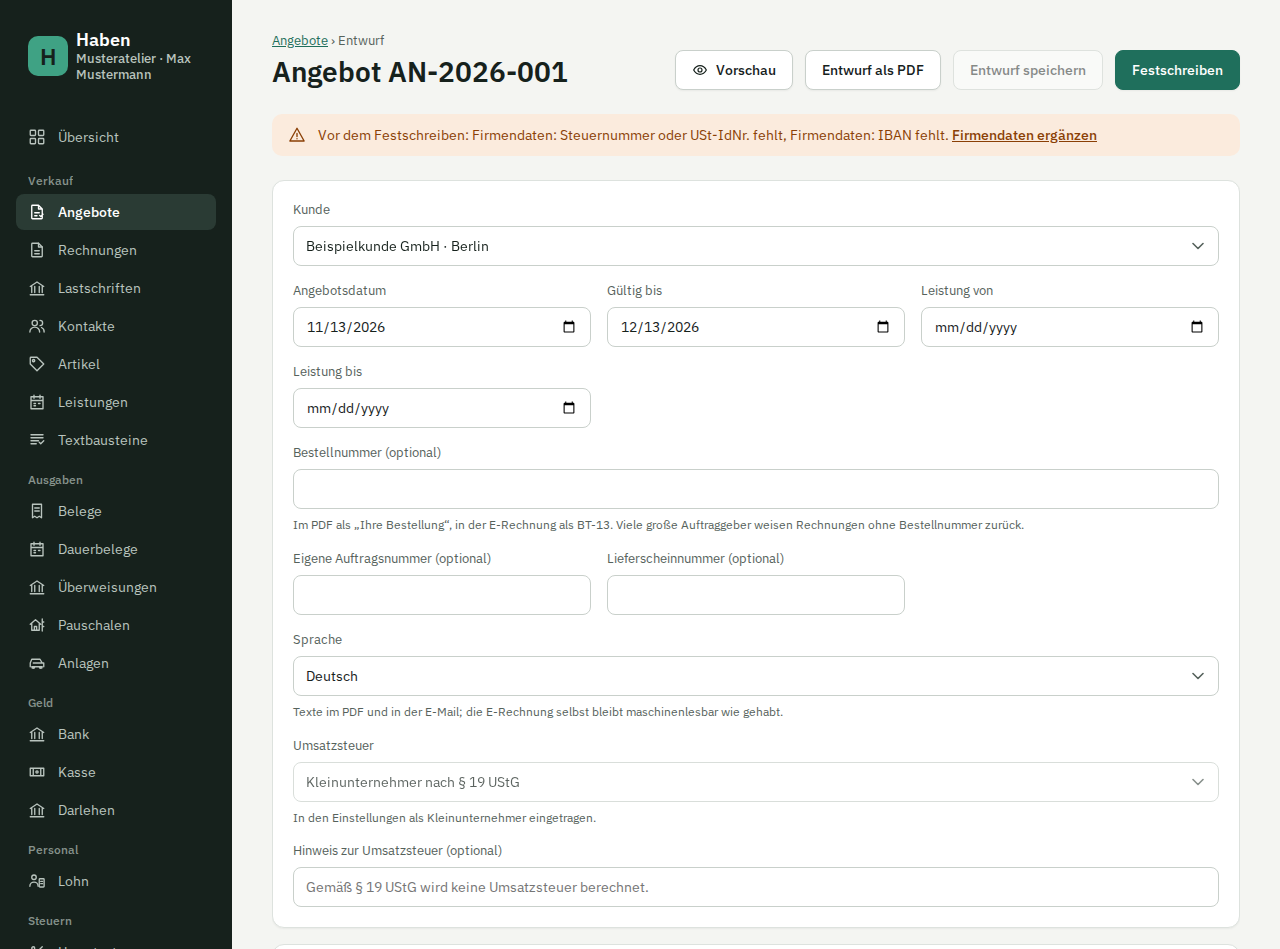 H
Haben
Musteratelier · Max
Mustermann
Übersicht
Verkauf
Angebote
Rechnungen
Lastschriften
Kontakte
Artikel
Leistungen
Textbausteine
Ausgaben
Belege
Dauerbelege
Überweisungen
Pauschalen
Anlagen
Geld
Bank
Kasse
Darlehen
Personal
Lohn
Steuern
Angebote › Entwurf
Angebot AN-2026-001
Vorschau
Entwurf als PDF
Entwurf speichern
Festschreiben
Vor dem Festschreiben: Firmendaten: Steuernummer oder USt-IdNr. fehlt, Firmendaten: IBAN fehlt. Firmendaten ergänzen
Kunde
Beispielkunde GmbH · Berlin
Angebotsdatum
Gültig bis
Leistung von
11/13/2026
12/13/2026
mm/dd/yyyy
Leistung bis
mm/dd/yyyy
Bestellnummer (optional)
Im PDF als „Ihre Bestellung“, in der E-Rechnung als BT-13. Viele große Auftraggeber weisen Rechnungen ohne Bestellnummer zurück.
Eigene Auftragsnummer (optional)
Lieferscheinnummer (optional)
Sprache
Deutsch
Texte im PDF und in der E-Mail; die E-Rechnung selbst bleibt maschinenlesbar wie gehabt.
Umsatzsteuer
Kleinunternehmer nach § 19 UStG
In den Einstellungen als Kleinunternehmer eingetragen.
Hinweis zur Umsatzsteuer (optional)
Gemäß § 19 UStG wird keine Umsatzsteuer berechnet.